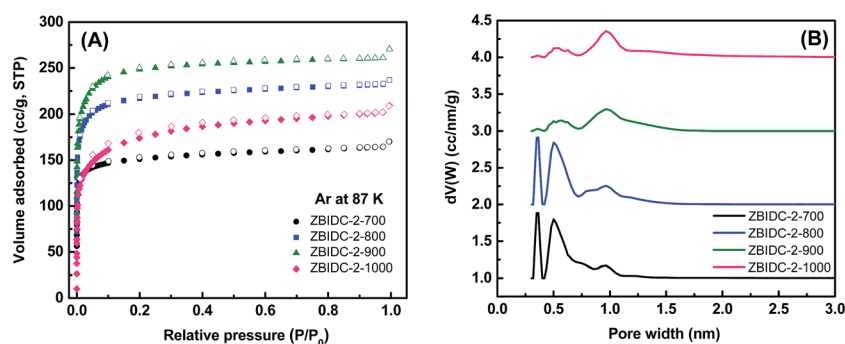 (A)
300
250
200
150
100
50
0
Volume adsorbed (cc/g, STP)
Ar at 87 K
ZBIDC-2-700
ZBIDC-2-800
ZBIDC-2-900
ZBIDC-2-1000
0.0 0.2 0.4 0.6 0.8 1.0
Relative pressure (P/P0)
(B)
4.5
4.0
3.5
3.0
2.5
2.0
1.5
1.0
dV(W) (cc/nm/g)
ZBIDC-2-700
ZBIDC-2-800
ZBIDC-2-900
ZBIDC-2-1000
0.0 0.5 1.0 1.5 2.0 2.5 3.0
Pore width (nm)